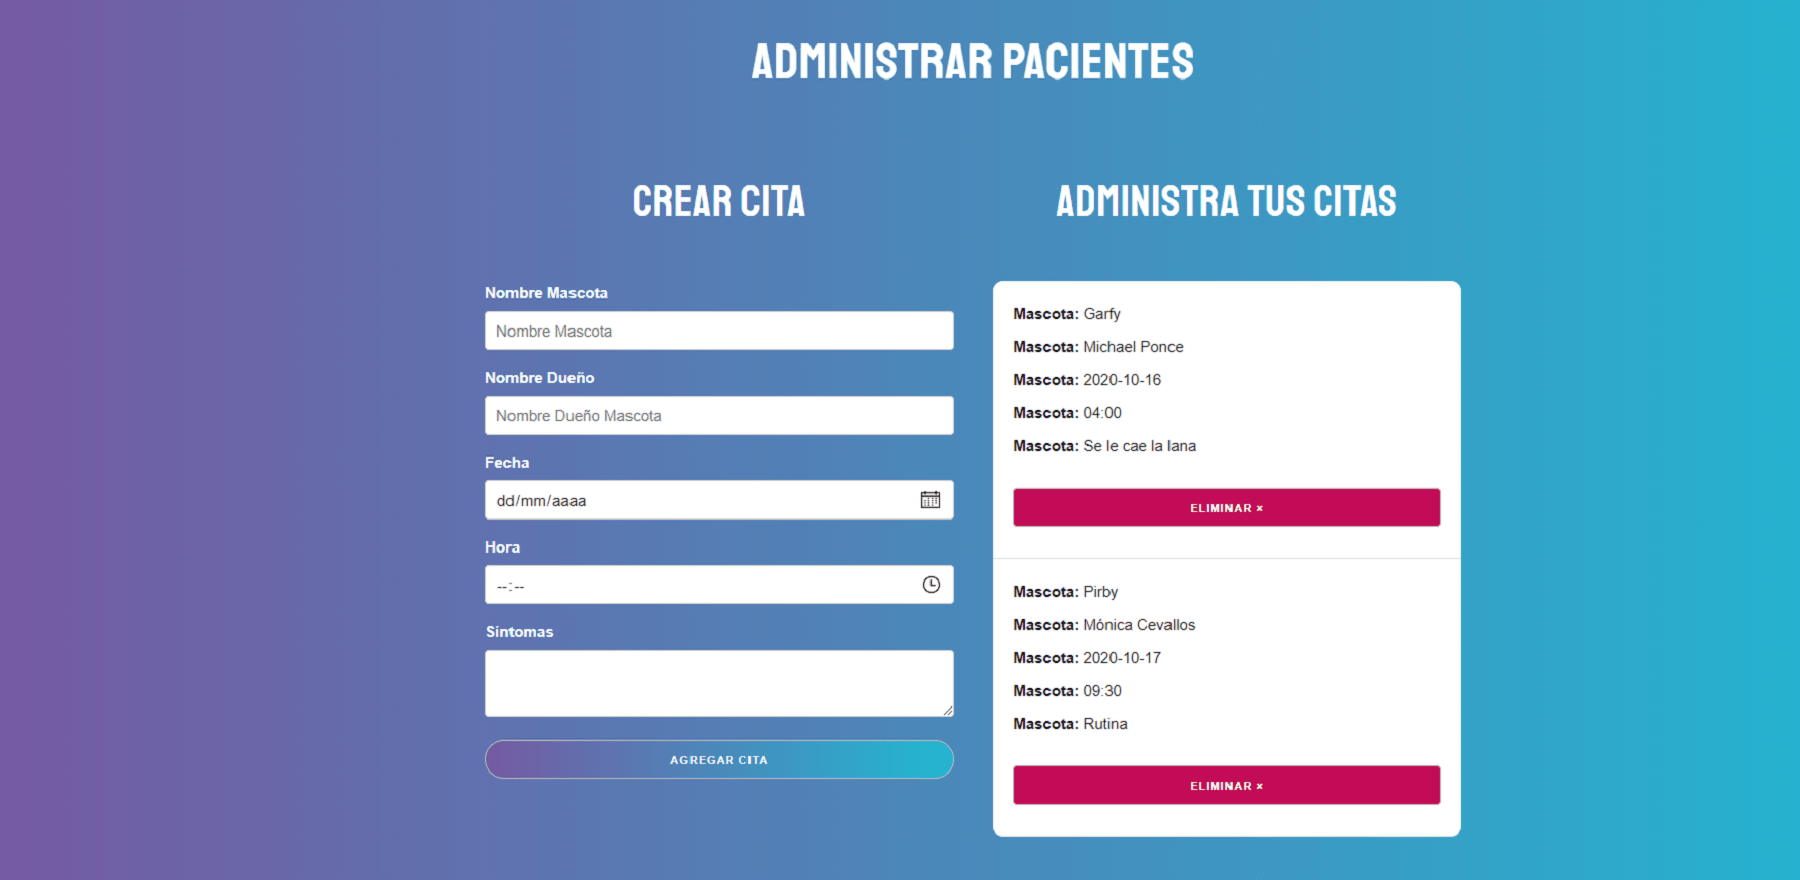 ADMINISTRAR PACIENTES
CREAR CITA
Nombre Mascota
Nombre Mascota
Nombre Dueño
Nombre Dueño Mascota
Fecha
dd/mm/aaaa
Hora
--:--
Sintomas
AGREGAR CITA
ADMINISTRA TUS CITAS
Mascota: Garfy
Mascota: Michael Ponce
Mascota: 2020-10-16
Mascota: 04:00
Mascota: Se le cae la lana
ELIMINAR ×
Mascota: Pirby
Mascota: Mónica Cevallos
Mascota: 2020-10-17
Mascota: 09:30
Mascota: Rutina
ELIMINAR ×